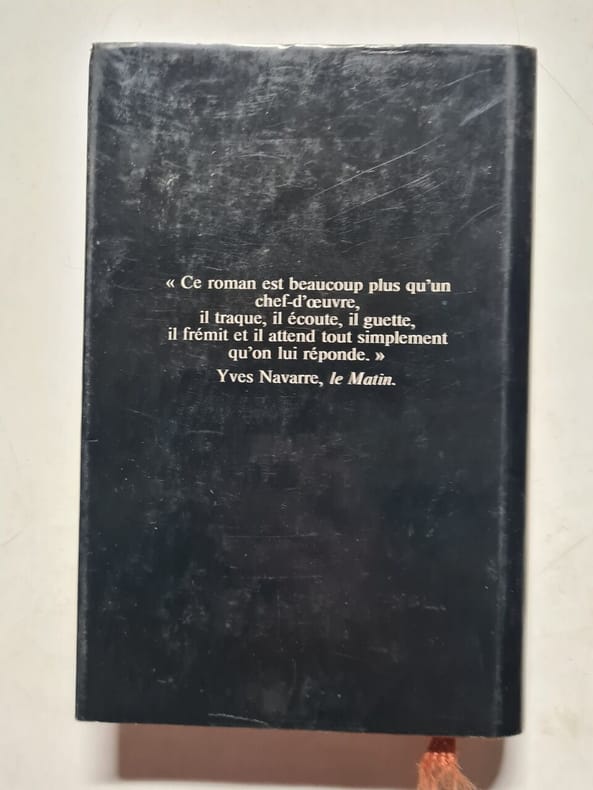 « Ce roman est beaucoup plus qu'un
chef-d'œuvre,
il traque, il écoute, il guette,
il frémit et il attend tout simplement
qu'on lui réponde. »
Yves Navarre, le Matin.